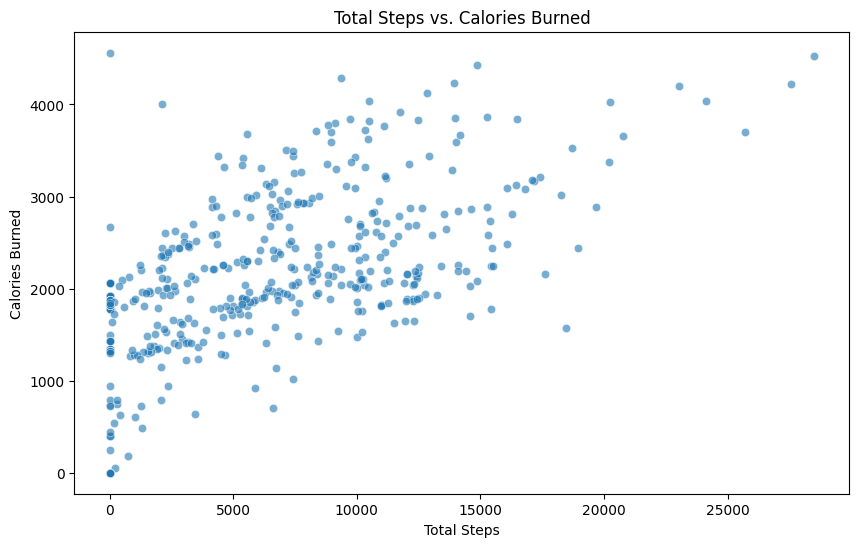 Total Steps vs. Calories Burned
Calories Burned
4000
3000
2000
1000
0
0 5000 10000 15000 20000 25000
Total Steps